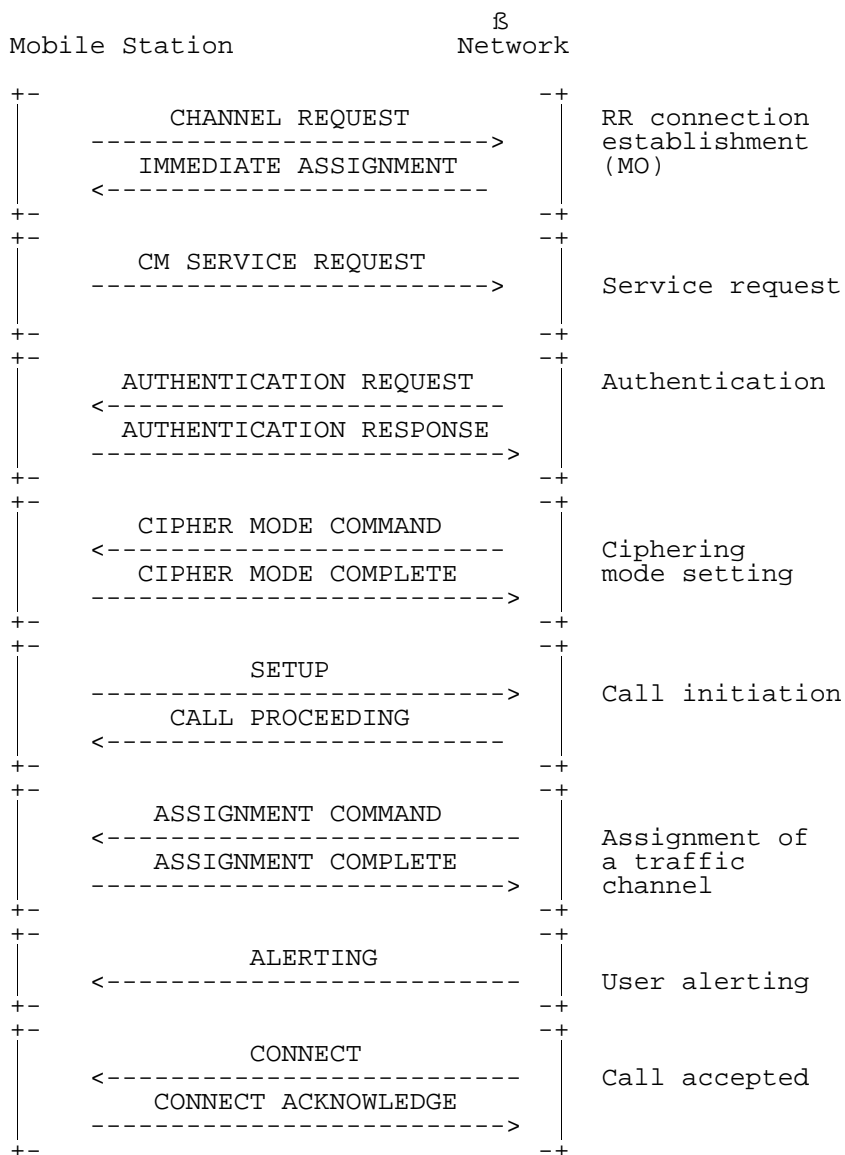 ß
Mobile Station Network
+- -+
CHANNEL REQUEST RR connection
-------------------------> establishment
IMMEDIATE ASSIGNMENT (MO)
<------------------------
+- -+
+- -+
CM SERVICE REQUEST
-------------------------> Service request
+- -+
+- -+
AUTHENTICATION REQUEST Authentication
<-------------------------
AUTHENTICATION RESPONSE
-------------------------->
+- -+
+- -+
CIPHER MODE COMMAND
<------------------------- Ciphering
CIPHER MODE COMPLETE mode setting
-------------------------->
+- -+
+- -+
SETUP
--------------------------> Call initiation
CALL PROCEEDING
<-------------------------
+- -+
+- -+
ASSIGNMENT COMMAND
<-------------------------- Assignment of
ASSIGNMENT COMPLETE a traffic
--------------------------> channel
+- -+
+- -+
ALERTING
<-------------------------- User alerting
+- -+
+- -+
CONNECT
<-------------------------- Call accepted
CONNECT ACKNOWLEDGE
-------------------------->
+- -+